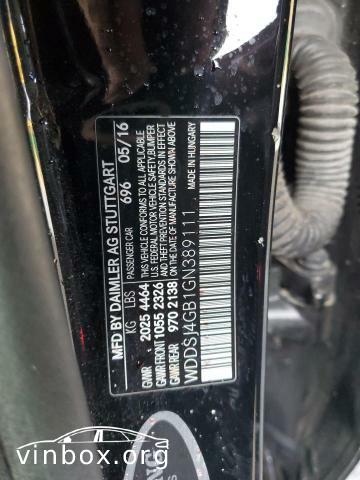 MFD BY DAIMLER AG STUTTGART
PASSENGER CAR 696 05/16
KG LBS THIS VEHICLE CONFORMS TO ALL APPLICABLE
GVWR 2025 4464 U.S. FEDERAL MOTOR VEHICLE SAFETY, BUMPER
GAWR FRONT 1055 2326 AND THEFT PREVENTION STANDARDS IN EFFECT
GAWR REAR 970 2138 ON THE DATE OF MANUFACTURE SHOWN ABOVE
WDDSJ4GB1GN389111 MADE IN HUNGARY
vinbox.org